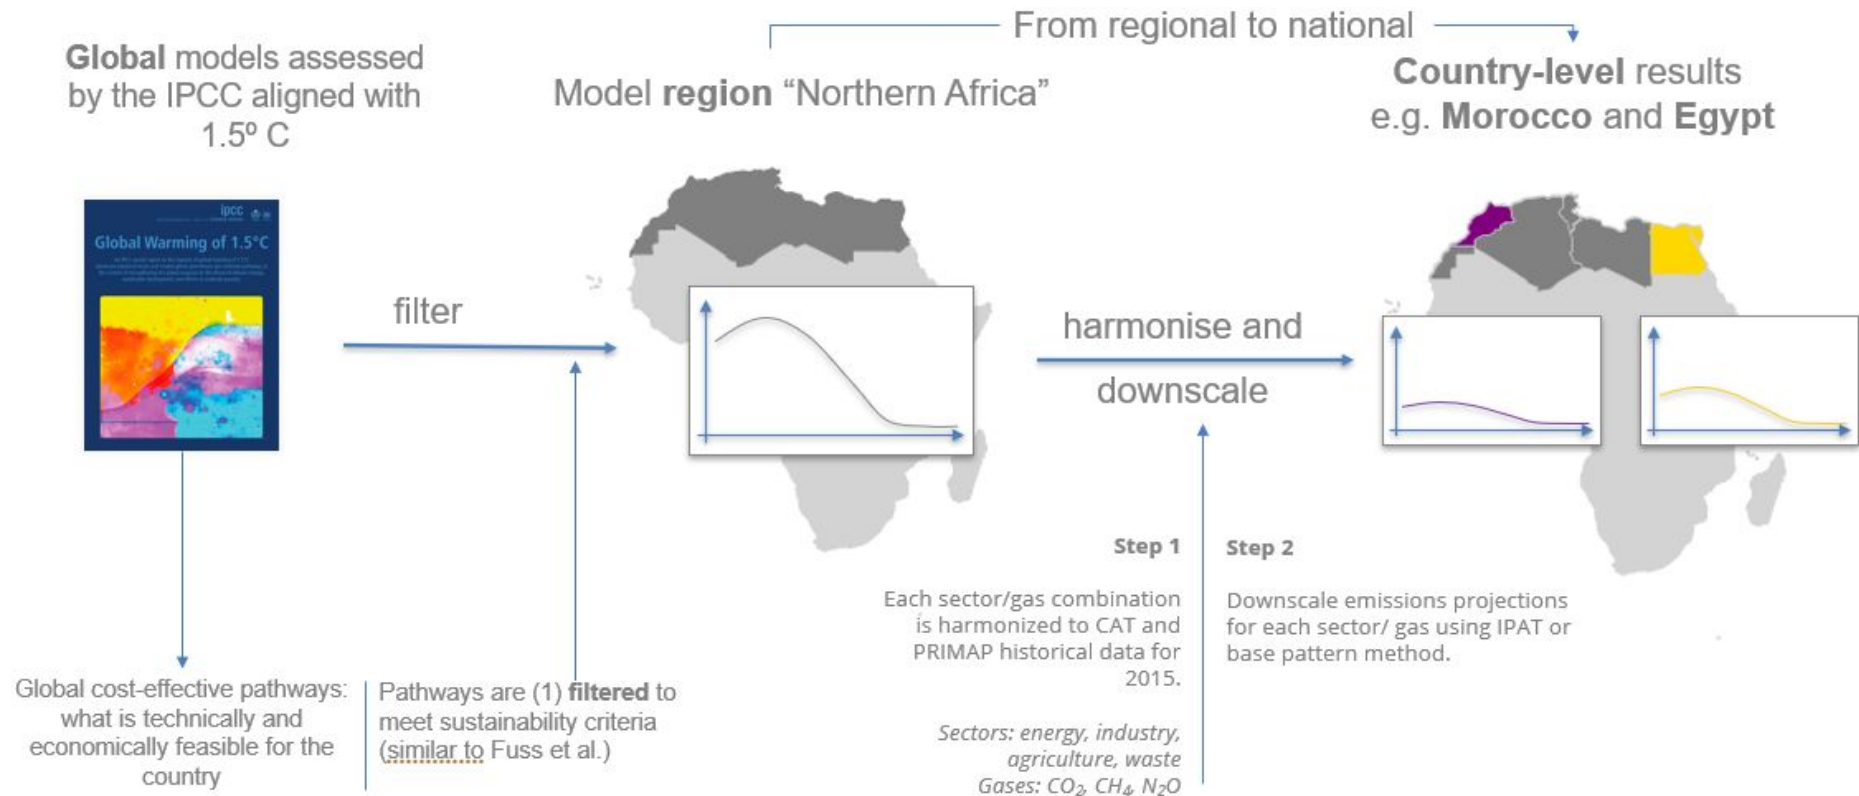 From regional to national
Global models assessed
by the IPCC aligned with
1.5º C
Model region “Northern Africa”
Country-level results
e.g. Morocco and Egypt
ipcc
Global Warming of 1.5°C
filter
harmonise and
downscale
Step 1
Each sector/gas combination
is harmonized to CAT and
PRIMAP historical data for
2015.
Sectors: energy, industry,
agriculture, waste
Gases: CO₂, CH₄, N₂O
Step 2
Downscale emissions projections
for each sector/ gas using IPAT or
base pattern method.
Global cost-effective pathways:
what is technically and
economically feasible for the
country
Pathways are (1) filtered to
meet sustainability criteria
(similar to Fuss et al.)